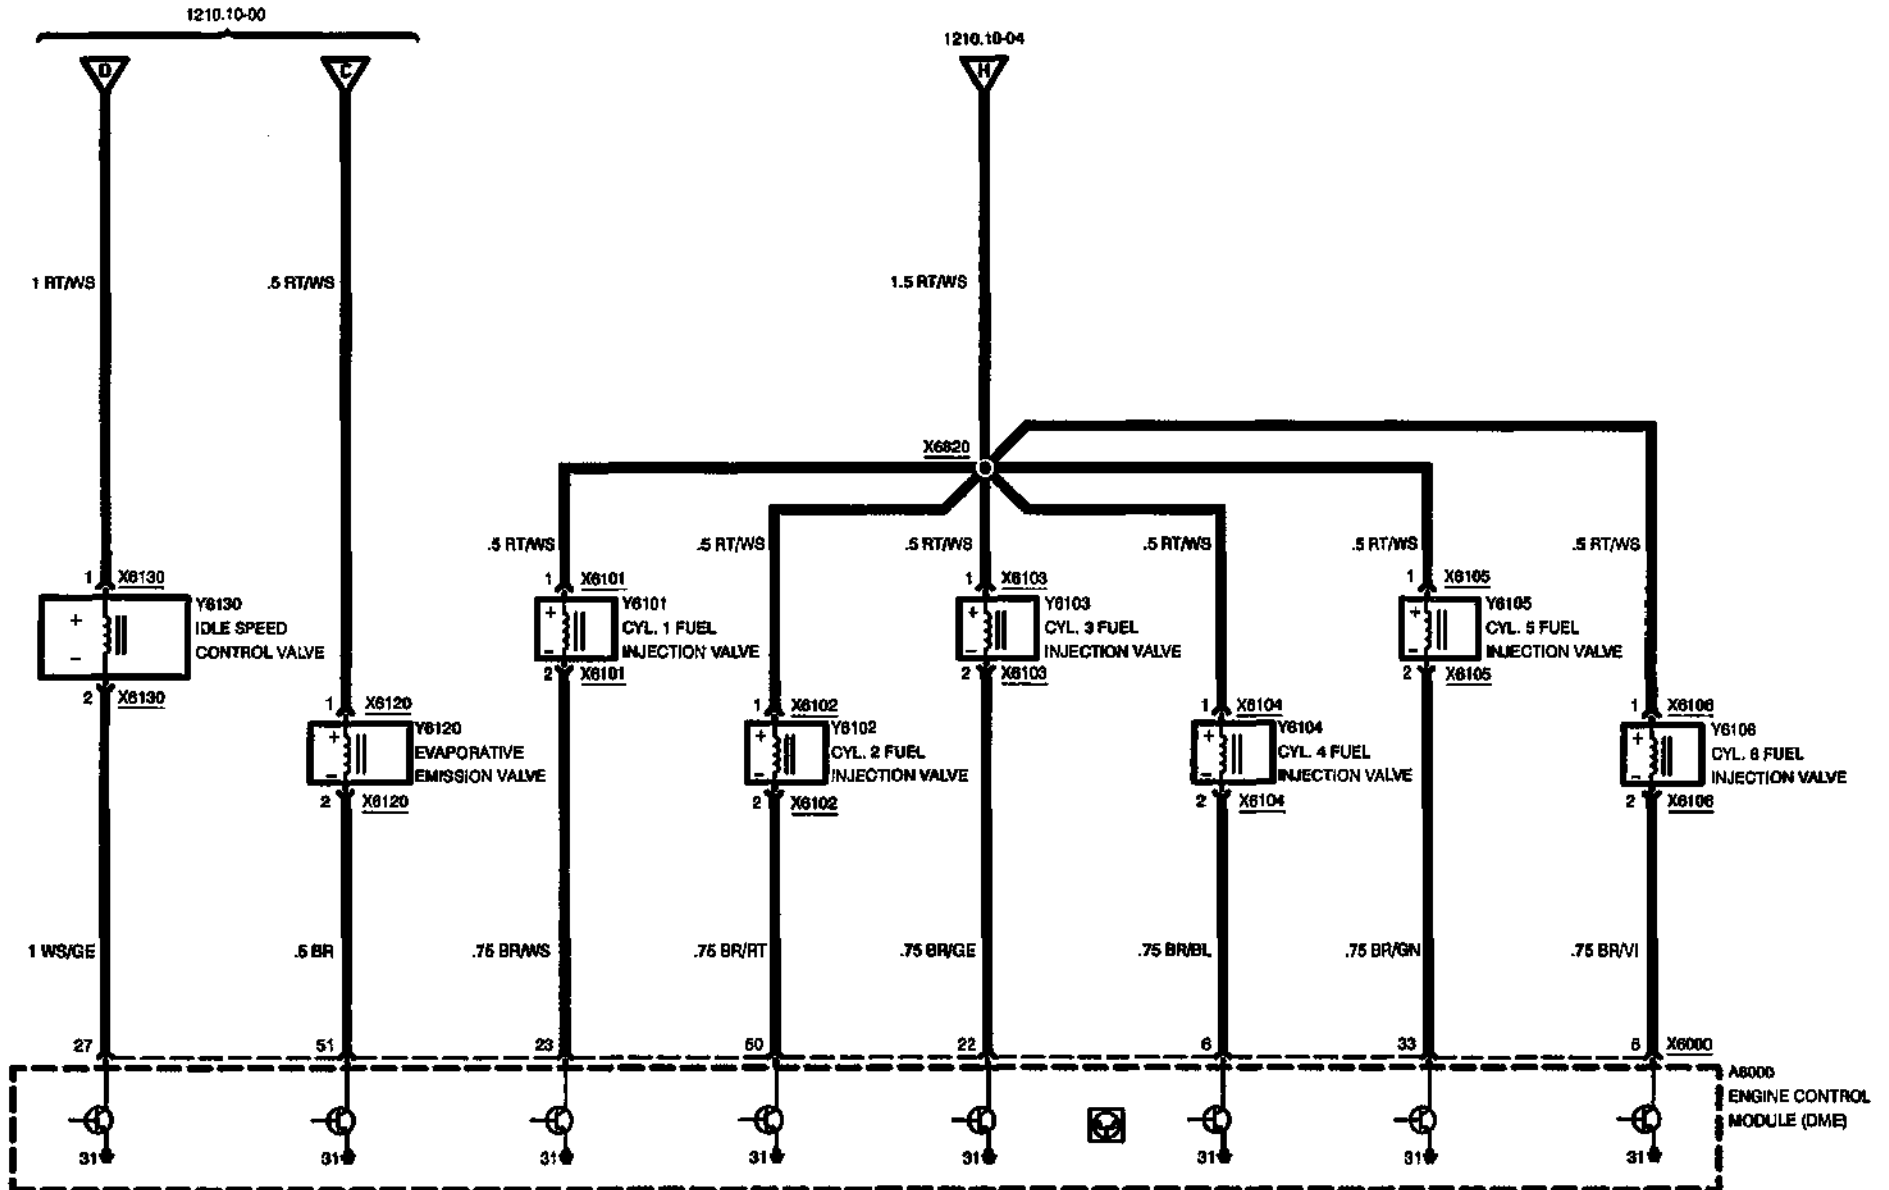 1210.10-00
1210.10-04
D
C
H
1 RT/WS
.5 RT/WS
1.5 RT/WS
X6820
.5 RT/WS
.5 RT/WS
.5 RT/WS
.5 RT/WS
.5 RT/WS
.5 RT/WS
1 X6130
+
-
Y6130
IDLE SPEED
CONTROL VALVE
2 X6130
1 X6101
+
-
Y6101
CYL. 1 FUEL
INJECTION VALVE
2 X6101
1 X6103
+
-
Y6103
CYL. 3 FUEL
INJECTION VALVE
2 X6103
1 X6105
+
-
Y6105
CYL. 5 FUEL
INJECTION VALVE
2 X6105
1 X6120
+
-
Y6120
EVAPORATIVE
EMISSION VALVE
2 X6120
1 X6102
+
-
Y6102
CYL. 2 FUEL
INJECTION VALVE
2 X6102
1 X6104
+
-
Y6104
CYL. 4 FUEL
INJECTION VALVE
2 X6104
1 X6106
+
-
Y6106
CYL. 6 FUEL
INJECTION VALVE
2 X6106
1 WS/GE
.5 BR
.75 BR/WS
.75 BR/RT
.75 BR/GE
.75 BR/BL
.75 BR/GN
.75 BR/VI
27
51
23
50
22
6
33
X6000
A6000
ENGINE CONTROL
MODULE (DME)
31
31
31
31
31
31
31
31